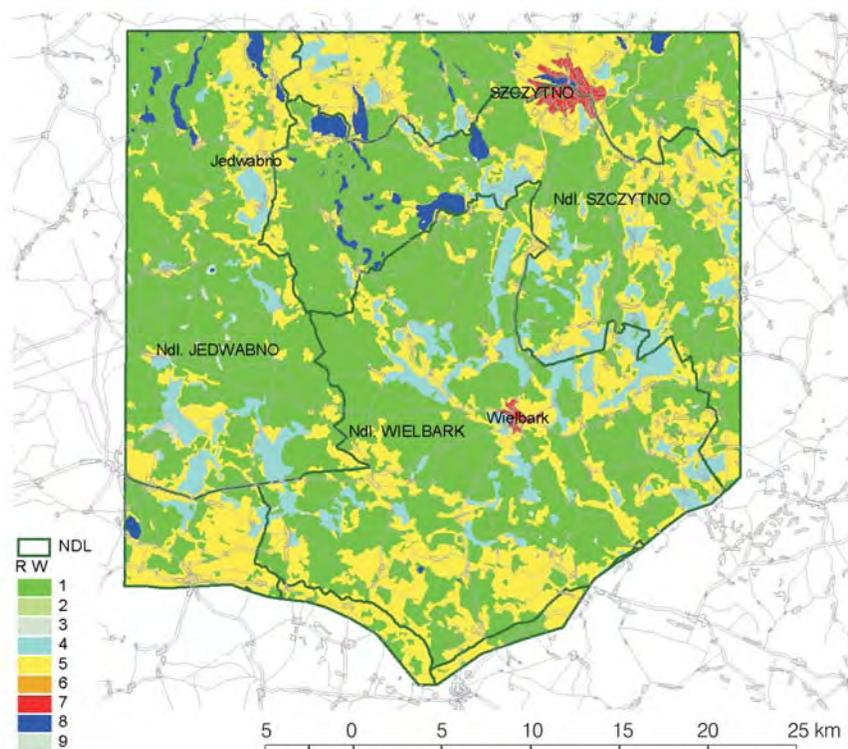 SZCZYTNO
Jedwabno
Ndl. SZCZYTNO
Ndl. JEDWABNO
Ndl. WIELBARK
Wielbark
NDL
R W
1
2
3
4
5
6
7
8
9
5 0 5 10 15 20 25 km